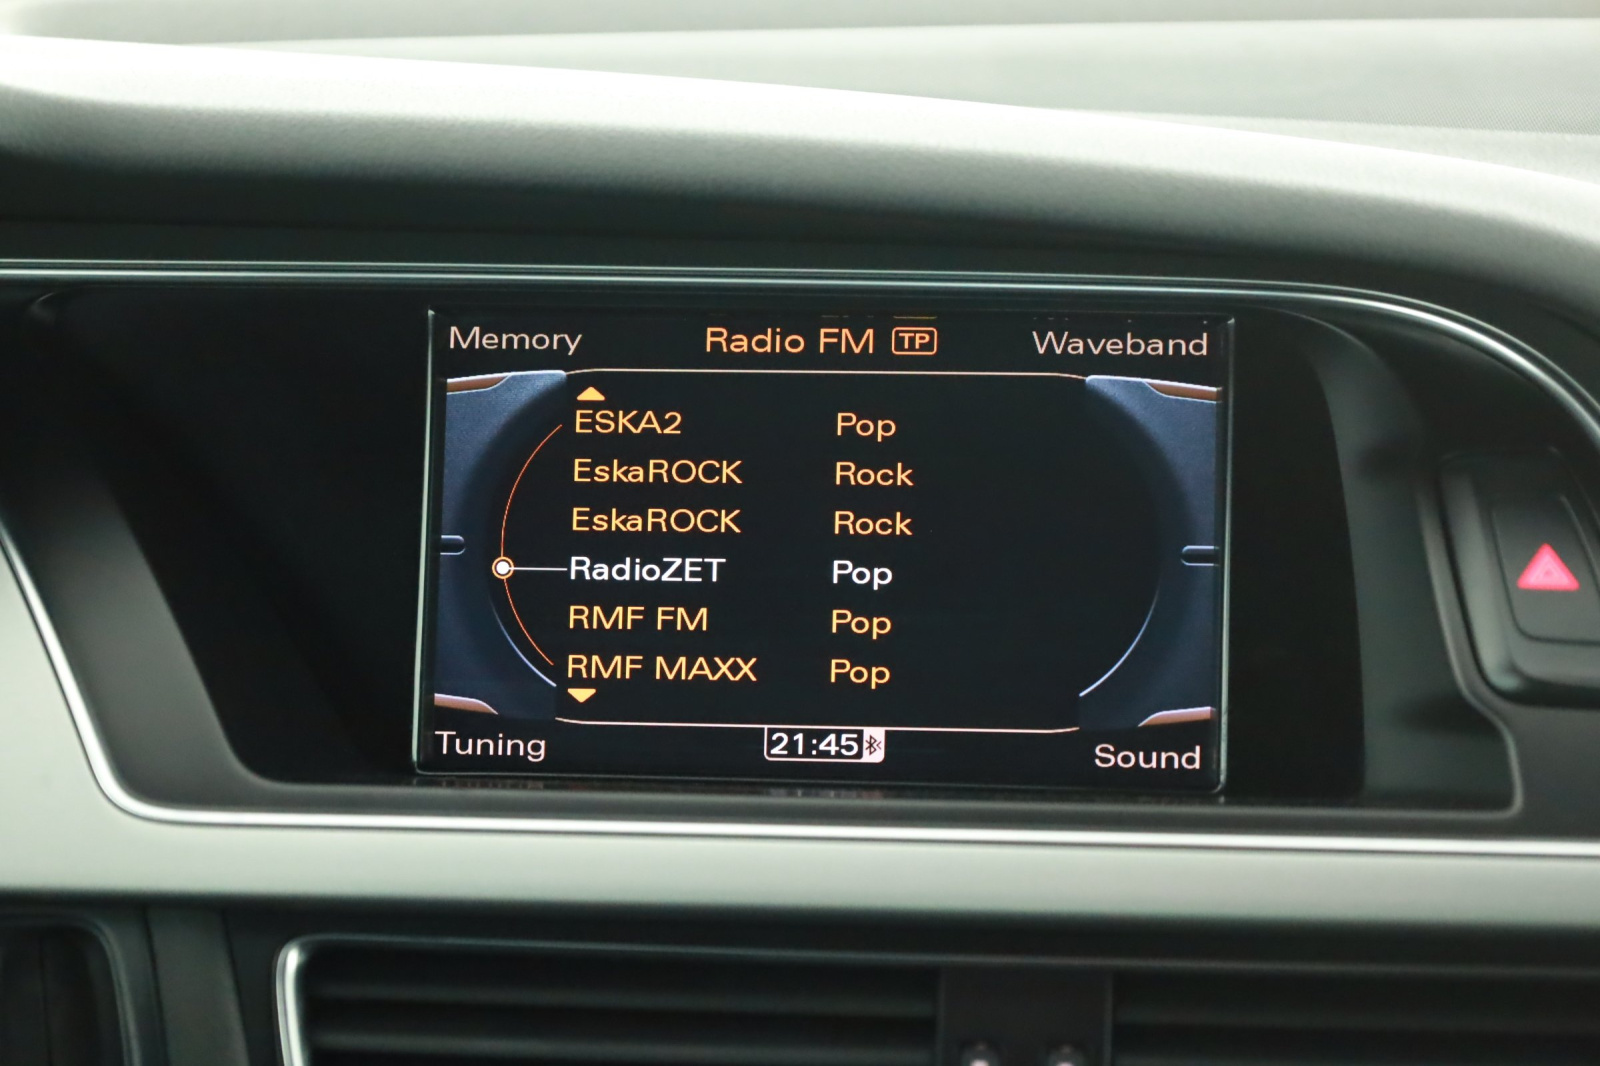 Memory Radio FM TP Waveband
ESKA2 Pop
EskaROCK Rock
EskaROCK Rock
RadioZET Pop
RMF FM Pop
RMF MAXX Pop
Tuning 21:45 Sound